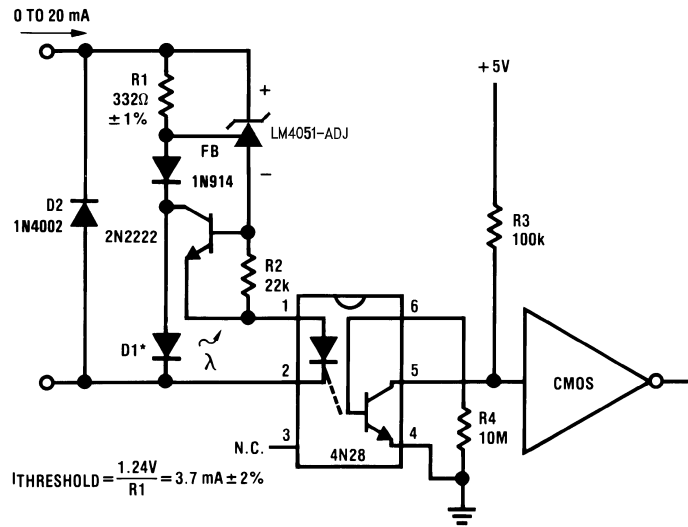 0 TO 20 mA
R1
332Ω
±1%
+
LM4051-ADJ
FB
−
1N914
+5V
D2
1N4002
2N2222
R2
22k
R3
100k
1
6
D1*
λ
2
5
CMOS
3
N.C.
4
4N28
R4
10M
ITHRESHOLD = 1.24V / R1 = 3.7 mA ± 2%